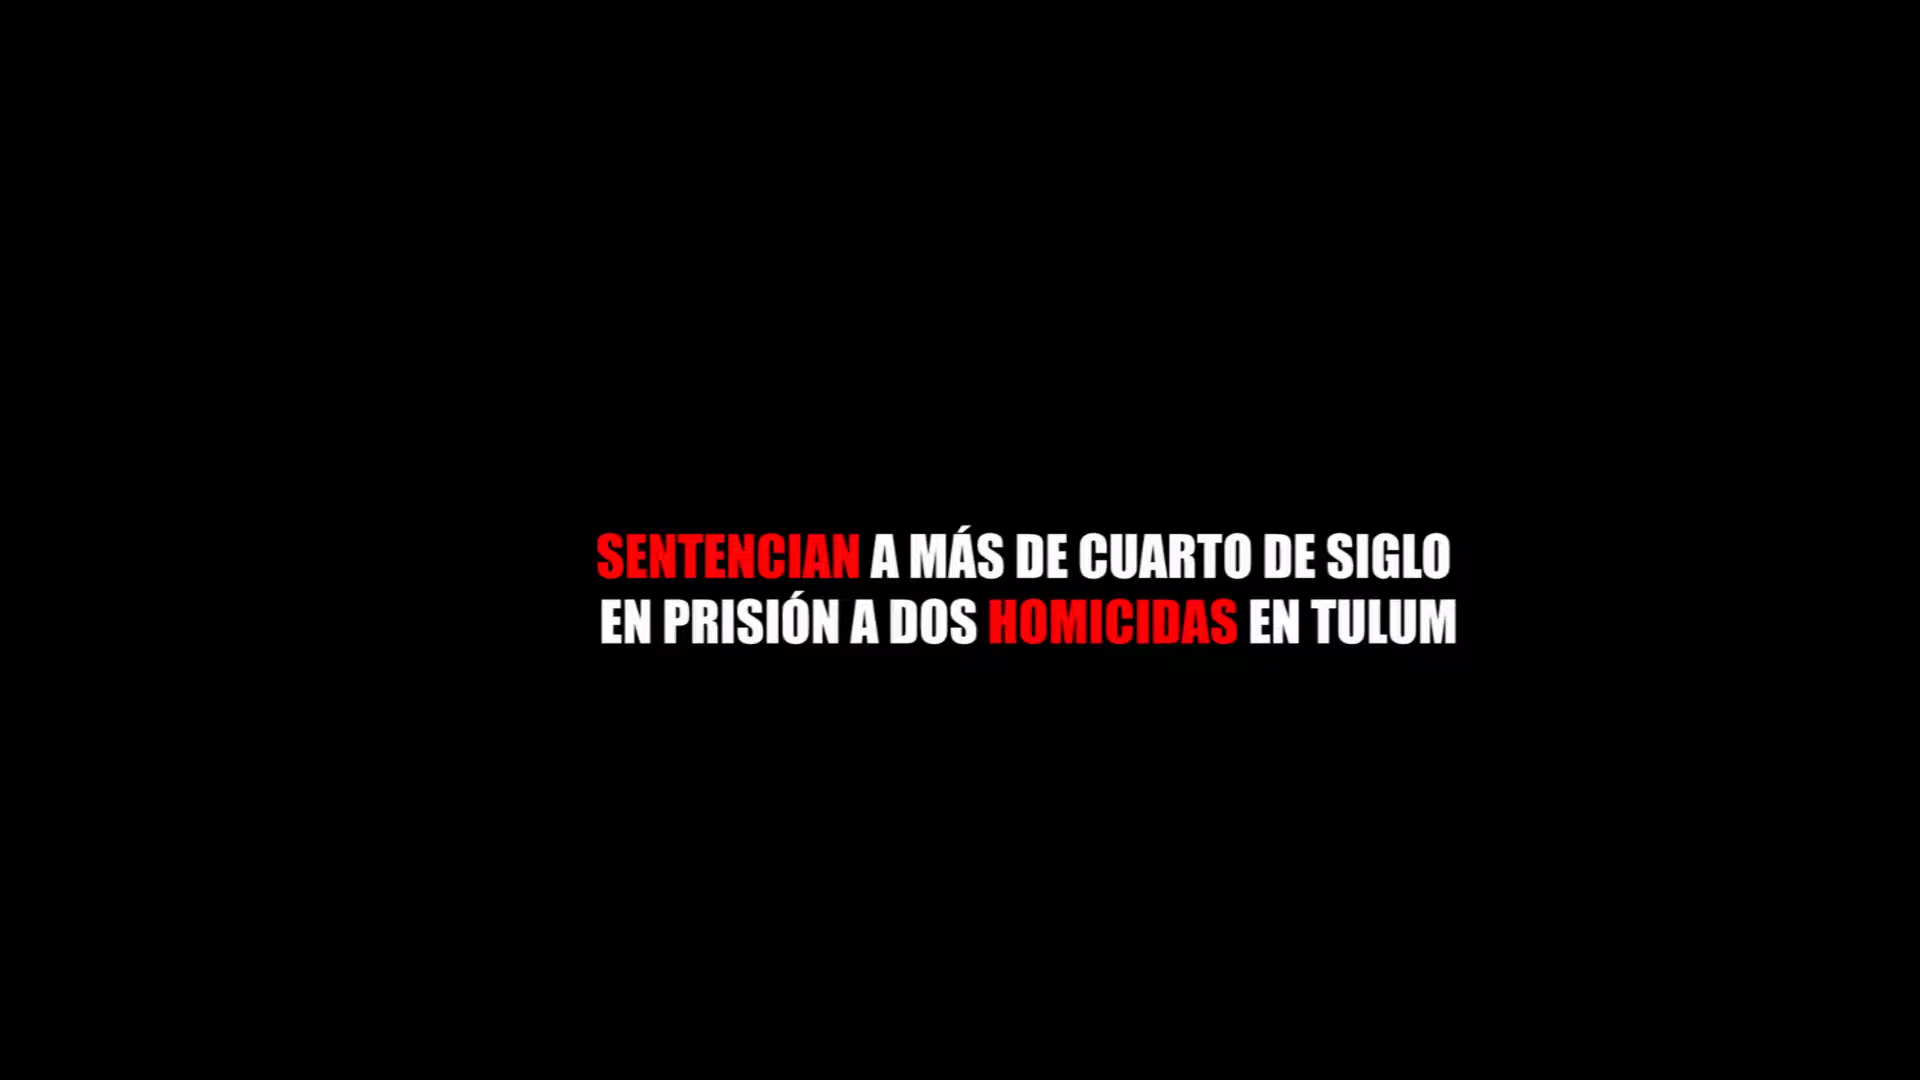 SENTENCIAN A MÁS DE CUARTO DE SIGLO
EN PRISIÓN A DOS HOMICIDAS EN TULUM